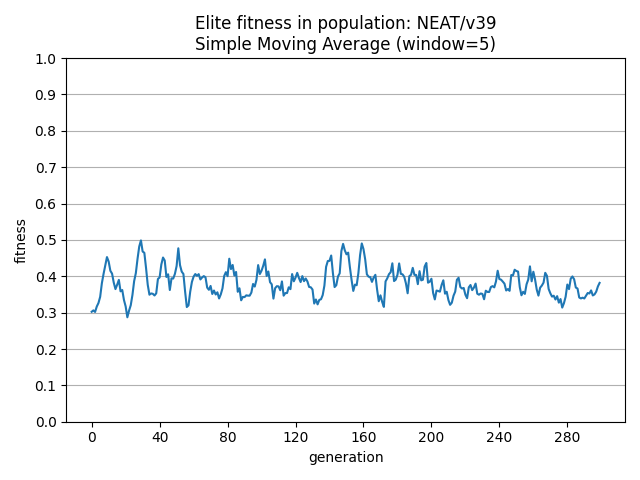 Elite fitness in population: NEAT/v39
Simple Moving Average (window=5)
1.0
0.9
0.8
0.7
0.6
0.5
0.4
0.3
0.2
0.1
0.0
fitness
0 40 80 120 160 200 240 280
generation